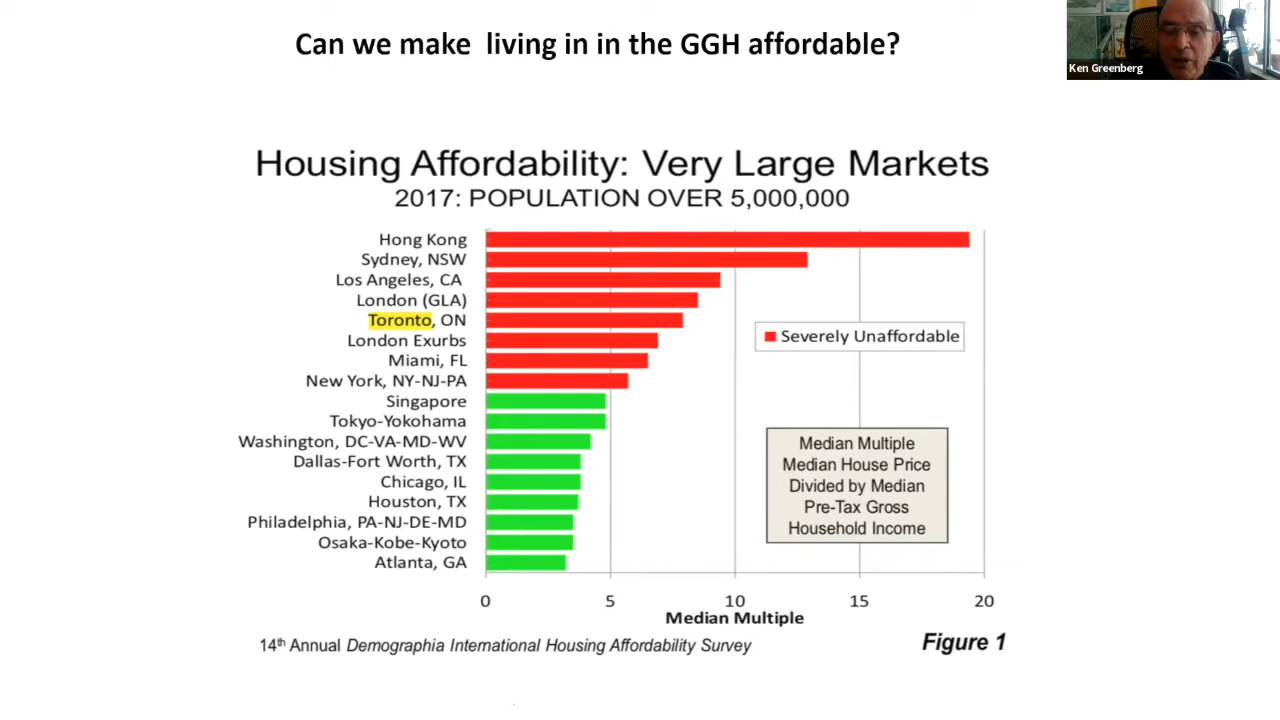 Can we make living in in the GGH affordable?
Ken Greenberg
Housing Affordability: Very Large Markets
2017: POPULATION OVER 5,000,000
Hong Kong
Sydney, NSW
Los Angeles, CA
London (GLA)
Toronto, ON
London Exurbs
Miami, FL
New York, NY-NJ-PA
Singapore
Tokyo-Yokohama
Washington, DC-VA-MD-WV
Dallas-Fort Worth, TX
Chicago, IL
Houston, TX
Philadelphia, PA-NJ-DE-MD
Osaka-Kobe-Kyoto
Atlanta, GA
Severely Unaffordable
Median Multiple
Median House Price
Divided by Median
Pre-Tax Gross
Household Income
0 5 10 15 20
Median Multiple
14th Annual Demographia International Housing Affordability Survey
Figure 1